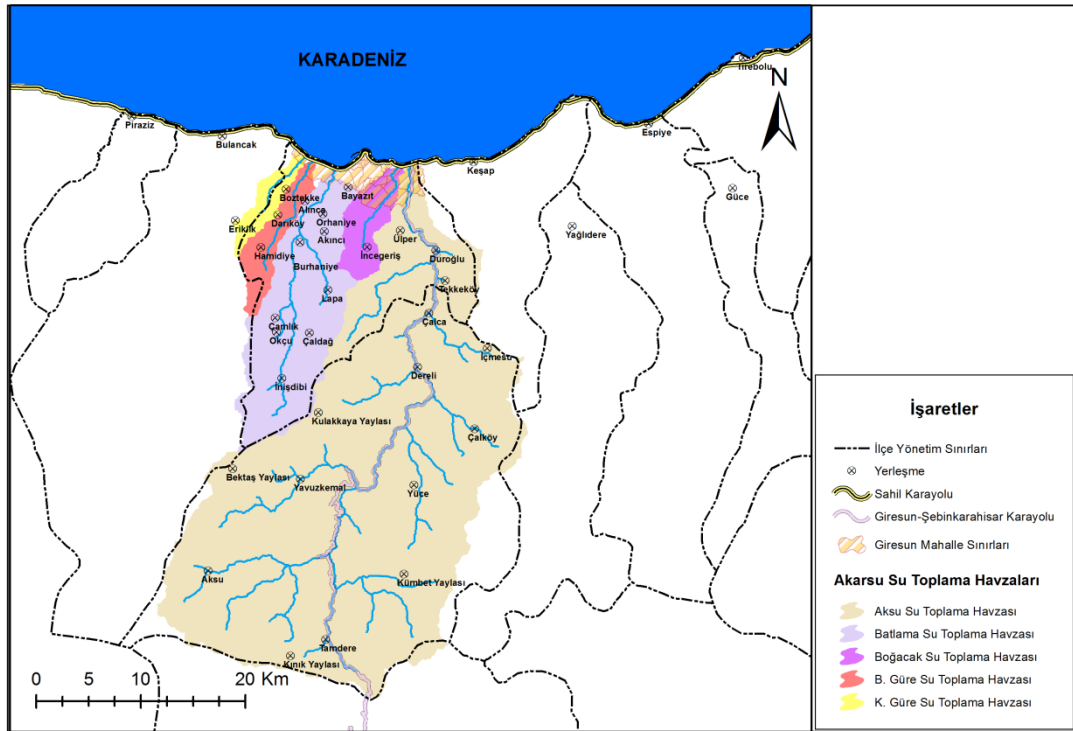 KARADENİZ
Tirebolu
N
Piraziz
Espiye
Bulancak
Keşap
Boztekke
Bayazıt
Güce
Alınca
Darıköy
Orhaniye
Eriklik
Akıncı
Ülper
Yağlıdere
Hamidiye
İncegeriş
Duroğlu
Burhaniye
Tekkeköy
Lapa
Çalca
Çamlık
Okçu
Çaldağ
İçmesu
Dereli
İnişdibi
Kulakkaya Yaylası
Çalköy
Bektaş Yaylası
Yavuzkemal
Yüce
Aksu
Kümbet Yaylası
Tamdere
Kınık Yaylası
0 5 10 20 Km
İşaretler
İlçe Yönetim Sınırları
Yerleşme
Sahil Karayolu
Giresun-Şebinkarahisar Karayolu
Giresun Mahalle Sınırları
Akarsu Su Toplama Havzaları
Aksu Su Toplama Havzası
Batlama Su Toplama Havzası
Boğacak Su Toplama Havzası
B. Güre Su Toplama Havzası
K. Güre Su Toplama Havzası